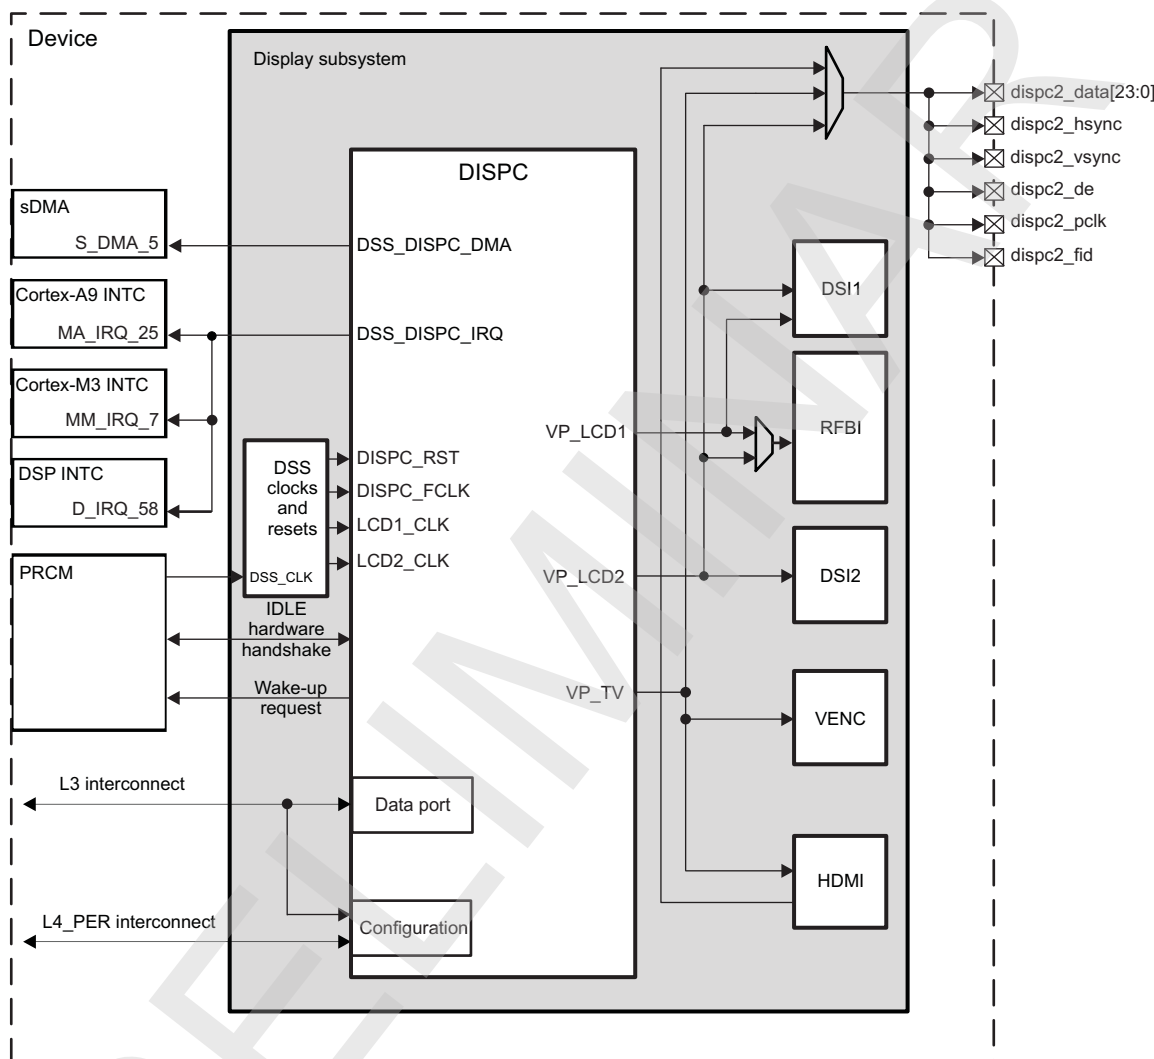 Device
Display subsystem
dispc2_data[23:0]
dispc2_hsync
dispc2_vsync
dispc2_de
dispc2_pclk
dispc2_fid
DISPC
sDMA
S_DMA_5
DSS_DISPC_DMA
Cortex-A9 INTC
MA_IRQ_25
DSS_DISPC_IRQ
Cortex-M3 INTC
MM_IRQ_7
DSP INTC
D_IRQ_58
DSS
clocks
and
resets
DSS_CLK
DISPC_RST
DISPC_FCLK
LCD1_CLK
LCD2_CLK
PRCM
IDLE
hardware
handshake
Wake-up
request
VP_LCD1
VP_LCD2
VP_TV
DSI1
RFBI
DSI2
VENC
HDMI
L3 interconnect
Data port
L4_PER interconnect
Configuration
ELIMINAR